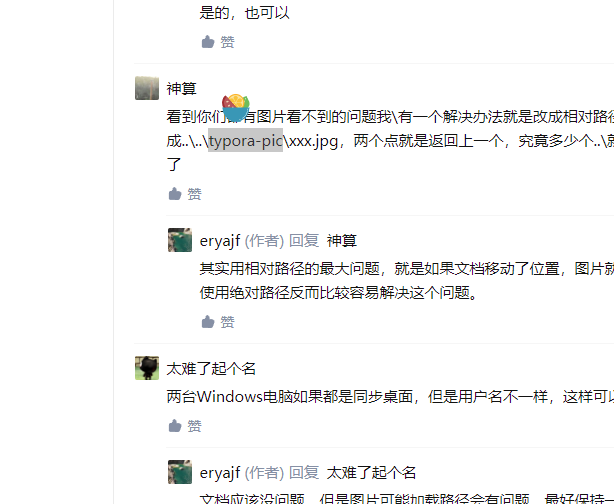 是的，也可以
赞
神算
看到你们都有图片看不到的问题我\有一个解决办法就是改成相对路径
成..\..\typora-pic\xxx.jpg，两个点就是返回上一个，究竟多少个..\就
了
赞
eryajf (作者) 回复 神算
其实用相对路径的最大问题，就是如果文档移动了位置，图片就
使用绝对路径反而比较容易解决这个问题。
赞
太难了起个名
两台Windows电脑如果都是同步桌面，但是用户名不一样，这样可以
赞
eryajf (作者) 回复 太难了起个名
文档应该没问题，但是图片可能加载路径会有问题，最好保持一